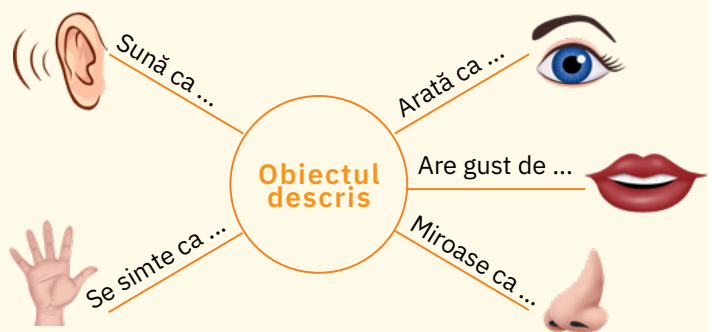 Sună ca ...
Arată ca ...
Are gust de ...
Obiectul
descris
Se simte ca ...
Miroase ca ...